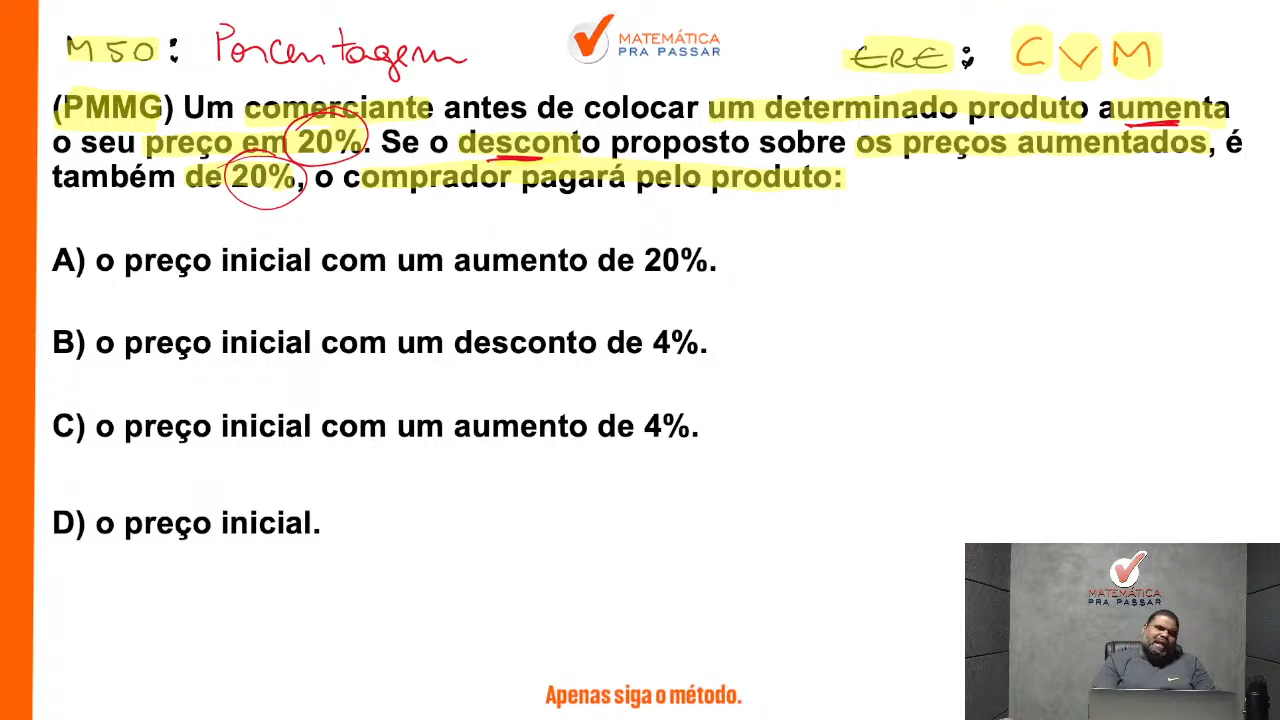 M50: Porcentagem
MATEMÁTICA
PRA PASSAR
ERE: CVM
(PMMG) Um comerciante antes de colocar um determinado produto aumenta
o seu preço em 20%. Se o desconto proposto sobre os preços aumentados, é
também de 20%, o comprador pagará pelo produto:
A) o preço inicial com um aumento de 20%.
B) o preço inicial com um desconto de 4%.
C) o preço inicial com um aumento de 4%.
D) o preço inicial.
MATEMÁTICA
PRA PASSAR
Apenas siga o método.